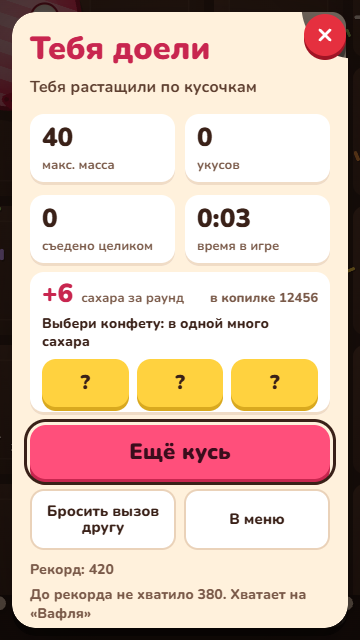 Тебя доели
Тебя растащили по кусочкам
40
макс. масса
0
укусов
0
съедено целиком
0:03
время в игре
+6 сахара за раунд
в копилке 12456
Выбери конфету: в одной много
сахара
?
?
?
Ещё кусь
Бросить вызов
другу
В меню
Рекорд: 420
До рекорда не хватило 380. Хватает на
«Вафля»